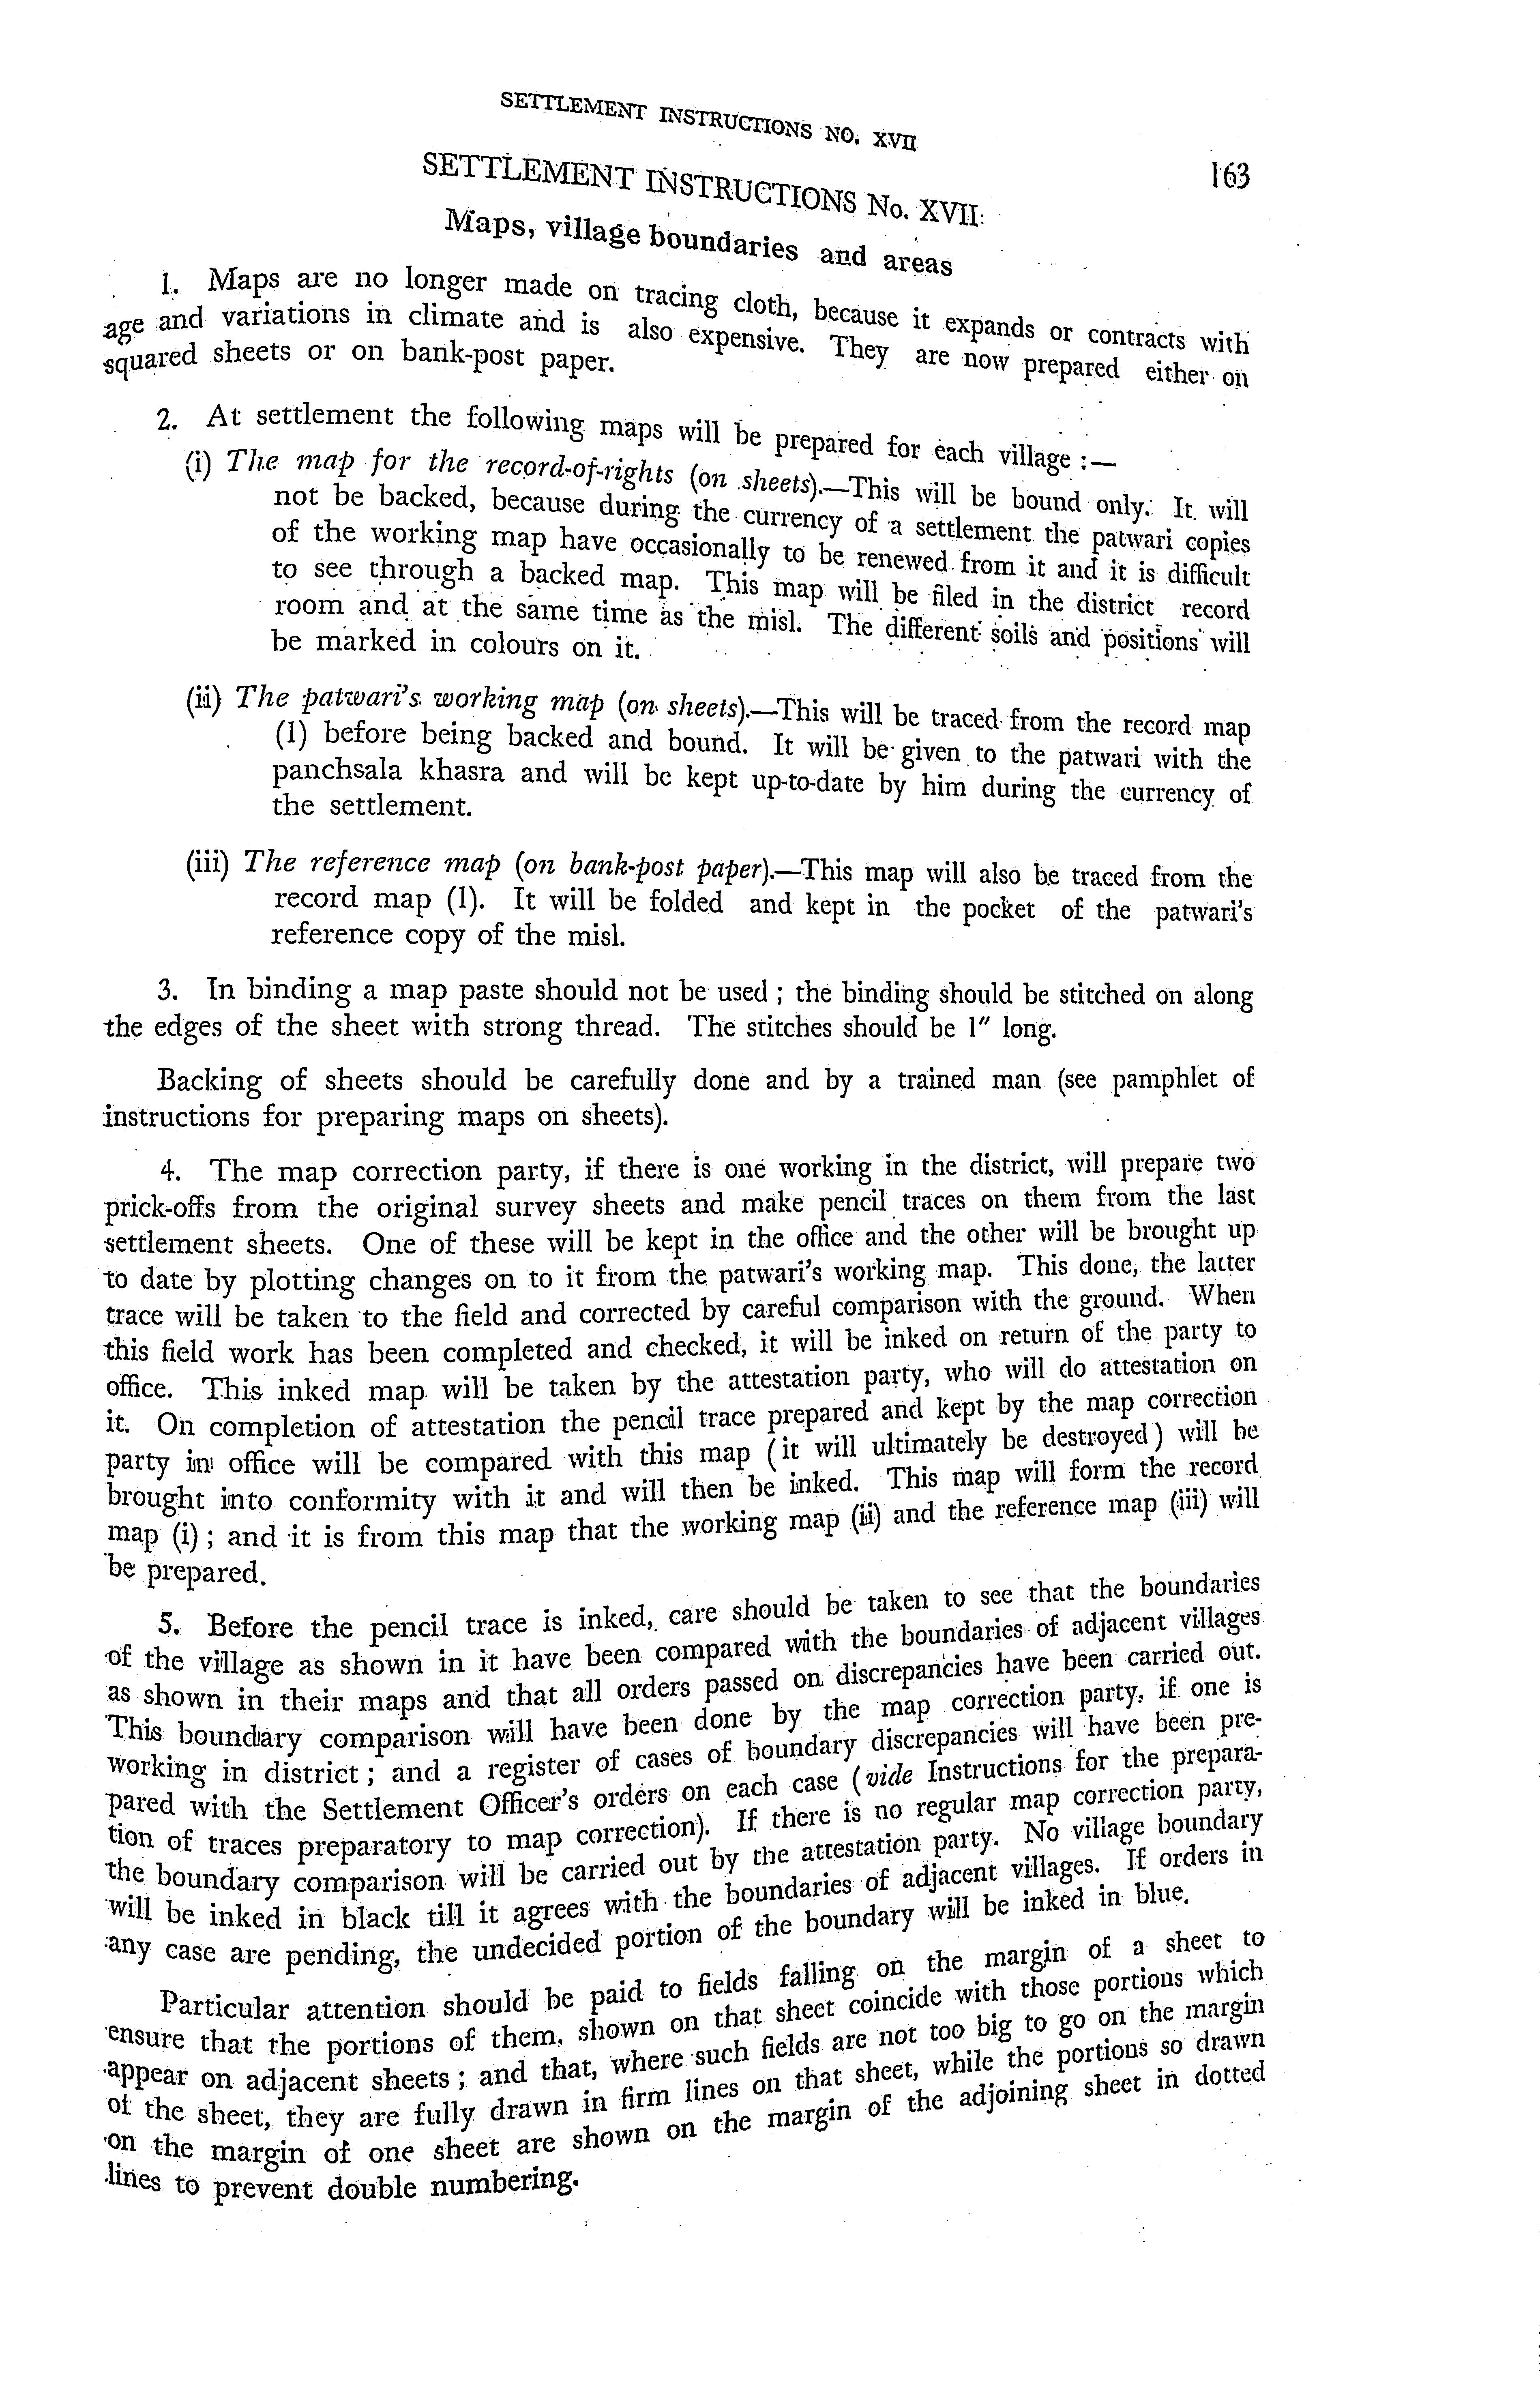 SETTLEMENT INSTRUCTIONS NO. XVII
163
SETTLEMENT INSTRUCTIONS No. XVII
Maps, village boundaries and areas
1. Maps are no longer made on tracing cloth, because it expands or contracts with
age and variations in climate and is also expensive. They are now prepared either on
squared sheets or on bank-post paper.
2. At settlement the following maps will be prepared for each village :—
(i) The map for the record-of-rights (on sheets).—This will be bound only. It will
not be backed, because during the currency of a settlement the patwari copies
of the working map have occasionally to be renewed from it and it is difficult
to see through a backed map. This map will be filed in the district record
room and at the same time as the misl. The different soils and positions will
be marked in colours on it.
(ii) The patwari's working map (on sheets).—This will be traced from the record map
(1) before being backed and bound. It will be given to the patwari with the
panchsala khasra and will be kept up-to-date by him during the currency of
the settlement.
(iii) The reference map (on bank-post paper).—This map will also be traced from the
record map (1). It will be folded and kept in the pocket of the patwari's
reference copy of the misl.
3. In binding a map paste should not be used ; the binding should be stitched on along
the edges of the sheet with strong thread. The stitches should be 1" long.
Backing of sheets should be carefully done and by a trained man (see pamphlet of
instructions for preparing maps on sheets).
4. The map correction party, if there is one working in the district, will prepare two
prick-offs from the original survey sheets and make pencil traces on them from the last
settlement sheets. One of these will be kept in the office and the other will be brought up
to date by plotting changes on to it from the patwari's working map. This done, the latter
trace will be taken to the field and corrected by careful comparison with the ground. When
this field work has been completed and checked, it will be inked on return of the party to
office. This inked map will be taken by the attestation party, who will do attestation on
it. On completion of attestation the pencil trace prepared and kept by the map correction
party in office will be compared with this map (it will ultimately be destroyed) will be
brought into conformity with it and will then be inked. This map will form the record
map (i) ; and it is from this map that the working map (ii) and the reference map (iii) will
be prepared.
5. Before the pencil trace is inked, care should be taken to see that the boundaries
of the village as shown in it have been compared with the boundaries of adjacent villages
as shown in their maps and that all orders passed on discrepancies have been carried out.
This boundary comparison will have been done by the map correction party, if one is
working in district ; and a register of cases of boundary discrepancies will have been pre-
pared with the Settlement Officer's orders on each case (vide Instructions for the prepara-
tion of traces preparatory to map correction). If there is no regular map correction party,
the boundary comparison will be carried out by the attestation party. No village boundary
will be inked in black till it agrees with the boundaries of adjacent villages. If orders in
any case are pending, the undecided portion of the boundary will be inked in blue.
Particular attention should be paid to fields falling on the margin of a sheet to
ensure that the portions of them, shown on that sheet coincide with those portions which
appear on adjacent sheets ; and that, where such fields are not too big to go on the margin
of the sheet, they are fully drawn in firm lines on that sheet, while the portions so drawn
on the margin of one sheet are shown on the margin of the adjoining sheet in dotted
lines to prevent double numbering.